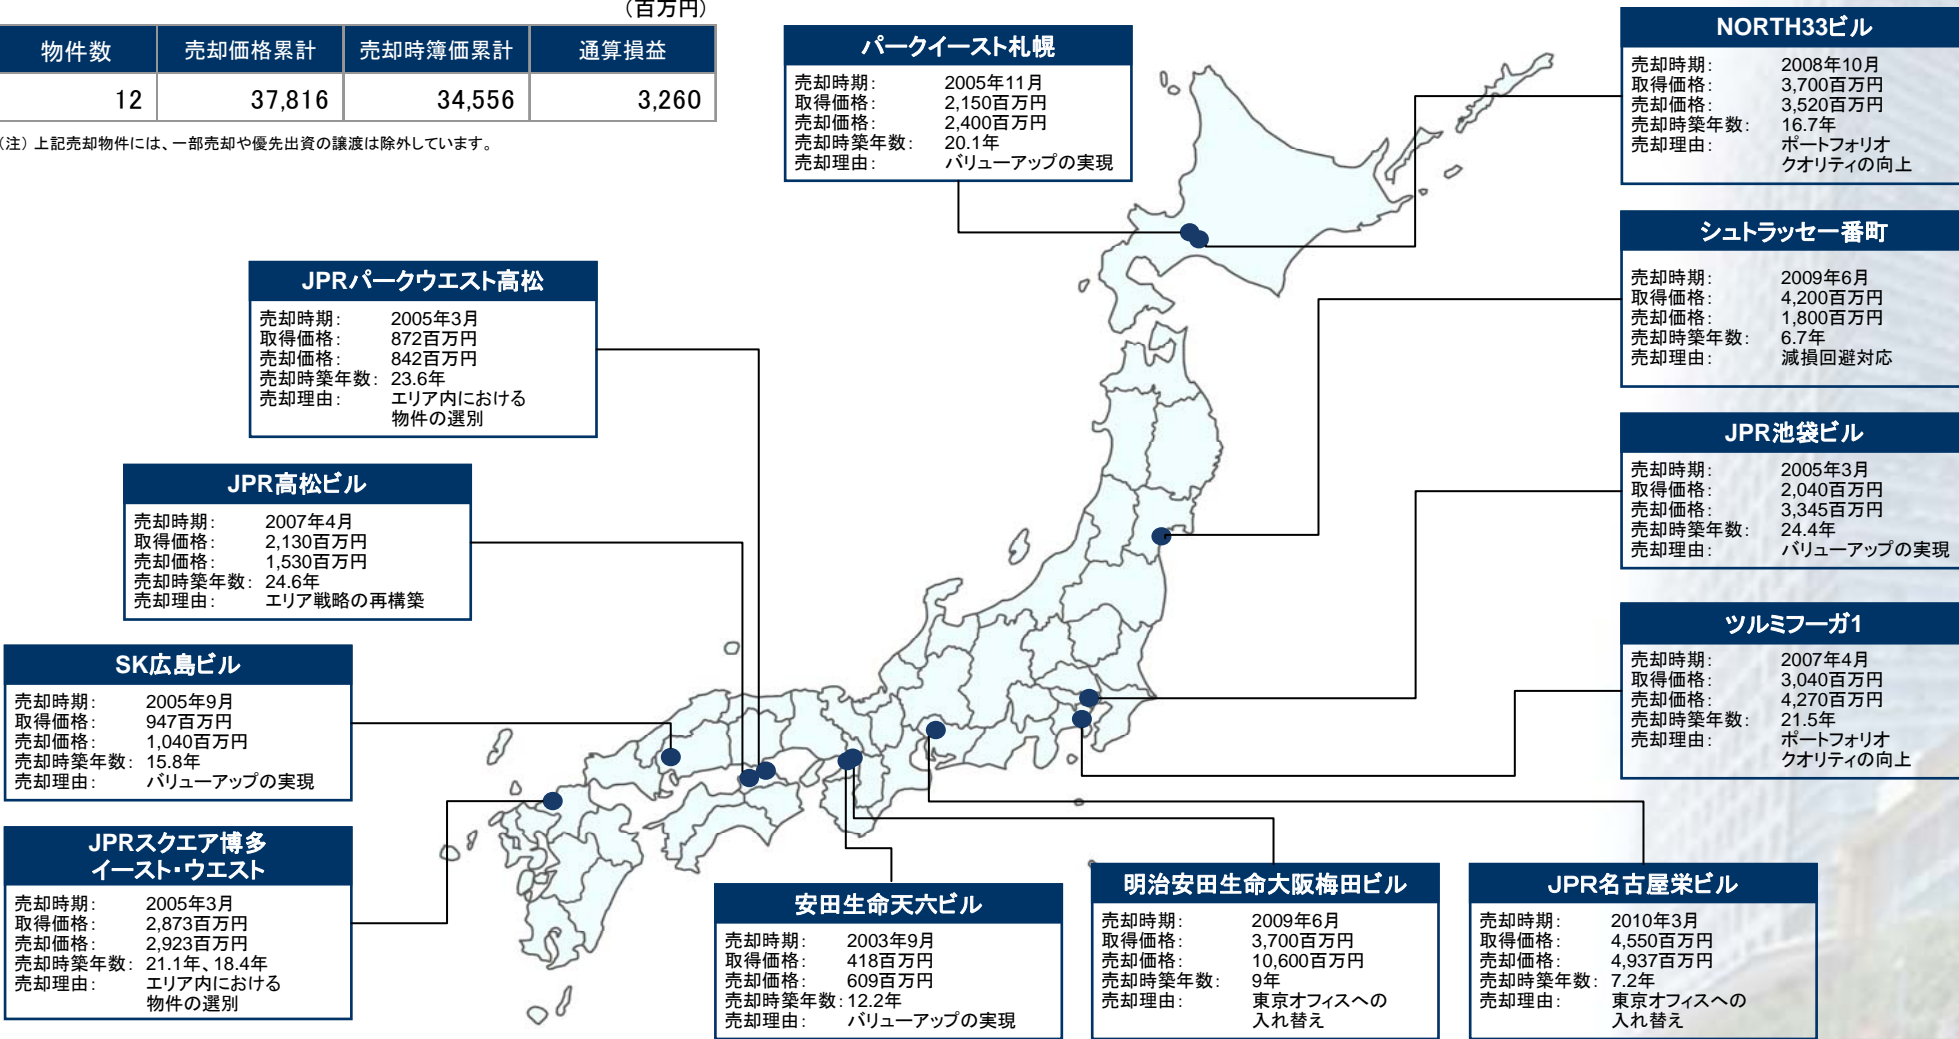 (百万円)
物件数 売却価格累計 売却時簿価累計 通算損益
12 37,816 34,556 3,260
(注) 上記売却物件には、一部売却や優先出資の譲渡は除外しています。
パークイースト札幌
売却時期: 2005年11月
取得価格: 2,150百万円
売却価格: 2,400百万円
売却時築年数: 20.1年
売却理由: バリューアップの実現
NORTH33ビル
売却時期: 2008年10月
取得価格: 3,700百万円
売却価格: 3,520百万円
売却時築年数: 16.7年
売却理由: ポートフォリオ
クオリティの向上
シュトラッセ一番町
売却時期: 2009年6月
取得価格: 4,200百万円
売却価格: 1,800百万円
売却時築年数: 6.7年
売却理由: 減損回避対応
JPRパークウエスト高松
売却時期: 2005年3月
取得価格: 872百万円
売却価格: 842百万円
売却時築年数: 23.6年
売却理由: エリア内における
物件の選別
JPR池袋ビル
売却時期: 2005年3月
取得価格: 2,040百万円
売却価格: 3,345百万円
売却時築年数: 24.4年
売却理由: バリューアップの実現
JPR高松ビル
売却時期: 2007年4月
取得価格: 2,130百万円
売却価格: 1,530百万円
売却時築年数: 24.6年
売却理由: エリア戦略の再構築
ツルミフーガ1
売却時期: 2007年4月
取得価格: 3,040百万円
売却価格: 4,270百万円
売却時築年数: 21.5年
売却理由: ポートフォリオ
クオリティの向上
SK広島ビル
売却時期: 2005年9月
取得価格: 947百万円
売却価格: 1,040百万円
売却時築年数: 15.8年
売却理由: バリューアップの実現
JPRスクエア博多
イースト・ウエスト
売却時期: 2005年3月
取得価格: 2,873百万円
売却価格: 2,923百万円
売却時築年数: 21.1年、18.4年
売却理由: エリア内における
物件の選別
安田生命天六ビル
売却時期: 2003年9月
取得価格: 418百万円
売却価格: 609百万円
売却時築年数: 12.2年
売却理由: バリューアップの実現
明治安田生命大阪梅田ビル
売却時期: 2009年6月
取得価格: 3,700百万円
売却価格: 10,600百万円
売却時築年数: 9年
売却理由: 東京オフィスへの
入れ替え
JPR名古屋栄ビル
売却時期: 2010年3月
取得価格: 4,550百万円
売却価格: 4,937百万円
売却時築年数: 7.2年
売却理由: 東京オフィスへの
入れ替え